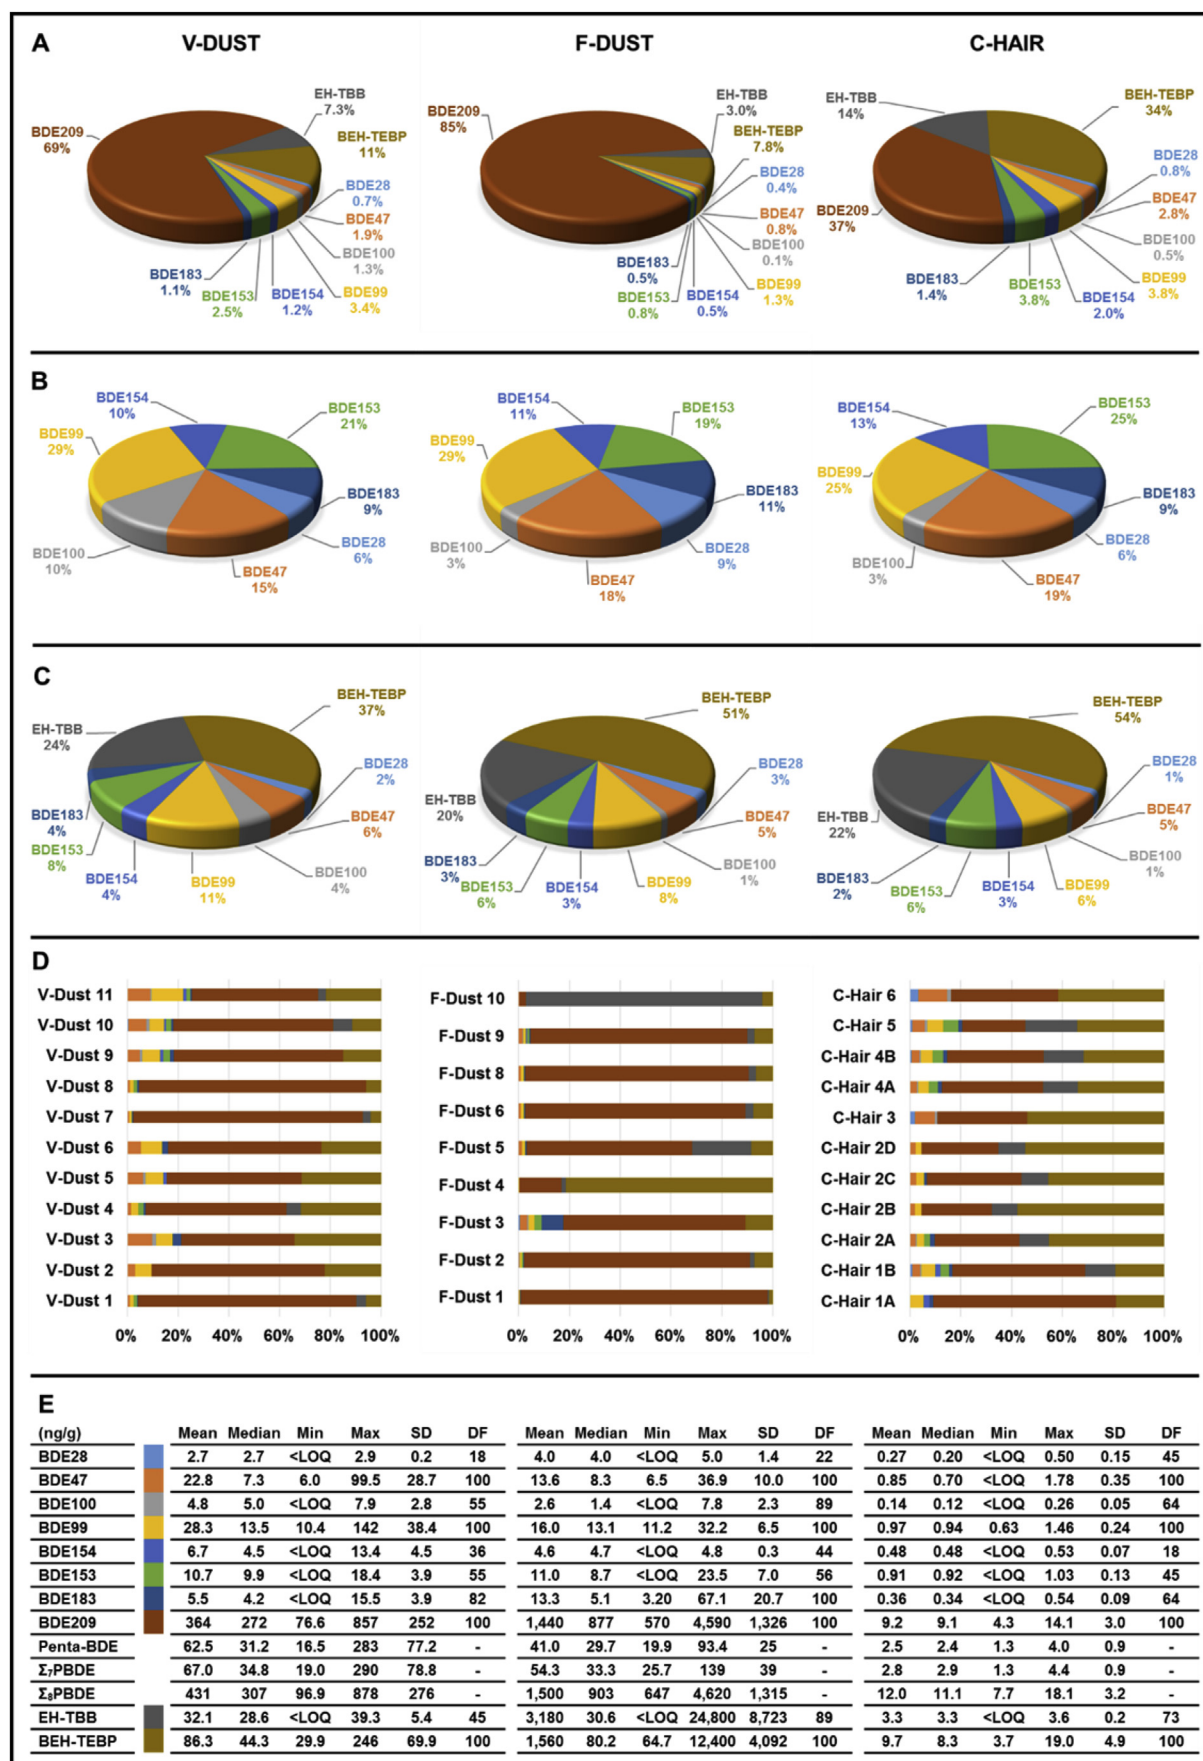 A
V-DUST
F-DUST
C-HAIR
BDE209
69%
EH-TBB
7.3%
BEH-TEBP
11%
BDE28
0.7%
BDE47
1.9%
BDE100
1.3%
BDE99
3.4%
BDE154
1.2%
BDE153
2.5%
BDE183
1.1%
BDE209
85%
EH-TBB
3.0%
BEH-TEBP
7.8%
BDE28
0.4%
BDE47
0.8%
BDE100
0.1%
BDE99
1.3%
BDE154
0.5%
BDE153
0.8%
BDE183
0.5%
EH-TBB
14%
BEH-TEBP
34%
BDE28
0.8%
BDE47
2.8%
BDE100
0.5%
BDE99
3.8%
BDE154
2.0%
BDE153
3.8%
BDE183
1.4%
BDE209
37%
B
BDE154
10%
BDE153
21%
BDE99
29%
BDE183
9%
BDE28
6%
BDE100
10%
BDE47
15%
BDE154
11%
BDE153
19%
BDE99
29%
BDE183
11%
BDE28
9%
BDE100
3%
BDE47
18%
BDE154
13%
BDE153
25%
BDE99
25%
BDE183
9%
BDE28
6%
BDE100
3%
BDE47
19%
C
BEH-TEBP
37%
EH-TBB
24%
BDE28
2%
BDE47
6%
BDE100
4%
BDE99
11%
BDE154
4%
BDE153
8%
BDE183
4%
BEH-TEBP
51%
BDE28
3%
BDE47
5%
BDE100
1%
BDE99
8%
BDE154
3%
BDE153
6%
BDE183
3%
EH-TBB
20%
BEH-TEBP
54%
BDE28
1%
BDE47
5%
BDE100
1%
BDE99
6%
BDE154
3%
BDE153
6%
BDE183
2%
EH-TBB
22%
D
V-Dust 11
V-Dust 10
V-Dust 9
V-Dust 8
V-Dust 7
V-Dust 6
V-Dust 5
V-Dust 4
V-Dust 3
V-Dust 2
V-Dust 1
0% 20% 40% 60% 80% 100%
F-Dust 10
F-Dust 9
F-Dust 8
F-Dust 6
F-Dust 5
F-Dust 4
F-Dust 3
F-Dust 2
F-Dust 1
0% 20% 40% 60% 80% 100%
C-Hair 6
C-Hair 5
C-Hair 4B
C-Hair 4A
C-Hair 3
C-Hair 2D
C-Hair 2C
C-Hair 2B
C-Hair 2A
C-Hair 1B
C-Hair 1A
0% 20% 40% 60% 80% 100%
E
(ng/g) Mean Median Min Max SD DF Mean Median Min Max SD DF Mean Median Min Max SD DF
BDE28 2.7 2.7 <LOQ 2.9 0.2 18 4.0 4.0 <LOQ 5.0 1.4 22 0.27 0.20 <LOQ 0.50 0.15 45
BDE47 22.8 7.3 6.0 99.5 28.7 100 13.6 8.3 6.5 36.9 10.0 100 0.85 0.70 <LOQ 1.78 0.35 100
BDE100 4.8 5.0 <LOQ 7.9 2.8 55 2.6 1.4 <LOQ 7.8 2.3 89 0.14 0.12 <LOQ 0.26 0.05 64
BDE99 28.3 13.5 10.4 142 38.4 100 16.0 13.1 11.2 32.2 6.5 100 0.97 0.94 0.63 1.46 0.24 100
BDE154 6.7 4.5 <LOQ 13.4 4.5 36 4.6 4.7 <LOQ 4.8 0.3 44 0.48 0.48 <LOQ 0.53 0.07 18
BDE153 10.7 9.9 <LOQ 18.4 3.9 55 11.0 8.7 <LOQ 23.5 7.0 56 0.91 0.92 <LOQ 1.03 0.13 45
BDE183 5.5 4.2 <LOQ 15.5 3.9 82 13.3 5.1 3.20 67.1 20.7 100 0.36 0.34 <LOQ 0.54 0.09 64
BDE209 364 272 76.6 857 252 100 1,440 877 570 4,590 1,326 100 9.2 9.1 4.3 14.1 3.0 100
Penta-BDE 62.5 31.2 16.5 283 77.2 - 41.0 29.7 19.9 93.4 25 - 2.5 2.4 1.3 4.0 0.9 -
Σ₇PBDE 67.0 34.8 19.0 290 78.8 - 54.3 33.3 25.7 139 39 - 2.8 2.9 1.3 4.4 0.9 -
Σ₈PBDE 431 307 96.9 878 276 - 1,500 903 647 4,620 1,315 - 12.0 11.1 7.7 18.1 3.2 -
EH-TBB 32.1 28.6 <LOQ 39.3 5.4 45 3,180 30.6 <LOQ 24,800 8,723 89 3.3 3.3 <LOQ 3.6 0.2 73
BEH-TEBP 86.3 44.3 29.9 246 69.9 100 1,560 80.2 64.7 12,400 4,092 100 9.7 8.3 3.7 19.0 4.9 100